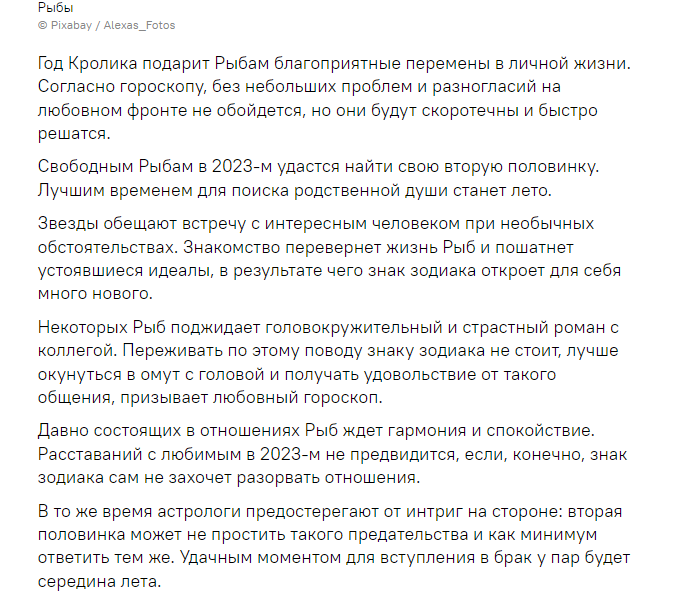 Рыбы
© Pixabay / Alexas_Fotos
Год Кролика подарит Рыбам благоприятные перемены в личной жизни.
Согласно гороскопу, без небольших проблем и разногласий на
любовном фронте не обойдется, но они будут скоротечны и быстро
решатся.
Свободным Рыбам в 2023-м удастся найти свою вторую половинку.
Лучшим временем для поиска родственной души станет лето.
Звезды обещают встречу с интересным человеком при необычных
обстоятельствах. Знакомство перевернет жизнь Рыб и пошатнет
устоявшиеся идеалы, в результате чего знак зодиака откроет для себя
много нового.
Некоторых Рыб поджидает головокружительный и страстный роман с
коллегой. Переживать по этому поводу знаку зодиака не стоит, лучше
окунуться в омут с головой и получать удовольствие от такого
общения, призывает любовный гороскоп.
Давно состоящих в отношениях Рыб ждет гармония и спокойствие.
Расставаний с любимым в 2023-м не предвидится, если, конечно, знак
зодиака сам не захочет разорвать отношения.
В то же время астрологи предостерегают от интриг на стороне: вторая
половинка может не простить такого предательства и как минимум
ответить тем же. Удачным моментом для вступления в брак у пар будет
середина лета.